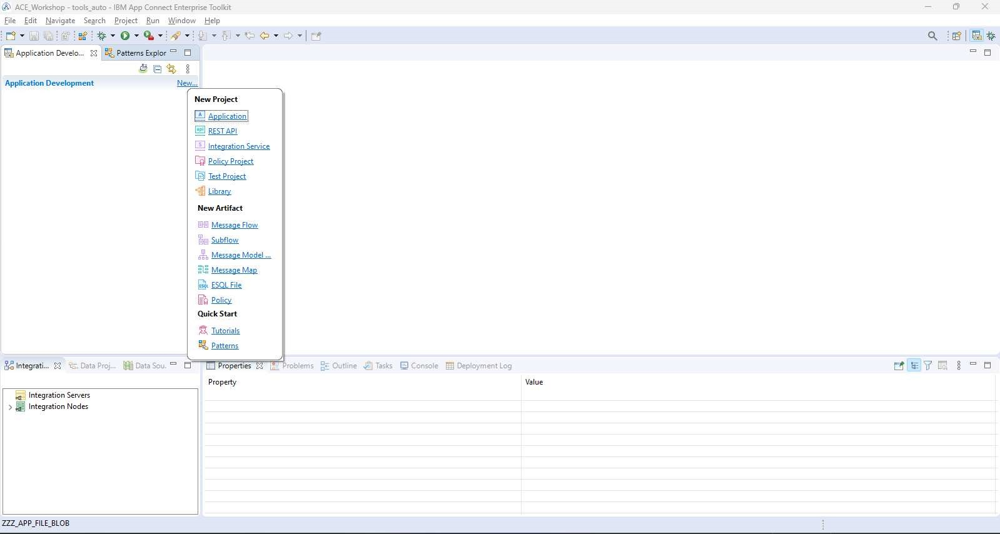 ACE_Workshop - tools_auto - IBM App Connect Enterprise Toolkit
File Edit Navigate Search Project Run Window Help
Application Develo... Patterns Explor
Application Development New...
New Project
Application
REST API
Integration Service
Policy Project
Test Project
Library
New Artifact
Message Flow
Subflow
Message Model ...
Message Map
ESQL File
Policy
Quick Start
Tutorials
Patterns
Integrati... Data Proj... Data Sou.
Properties Problems Outline Tasks Console Deployment Log
Property Value
Integration Servers
Integration Nodes
ZZZ_APP_FILE_BLOB